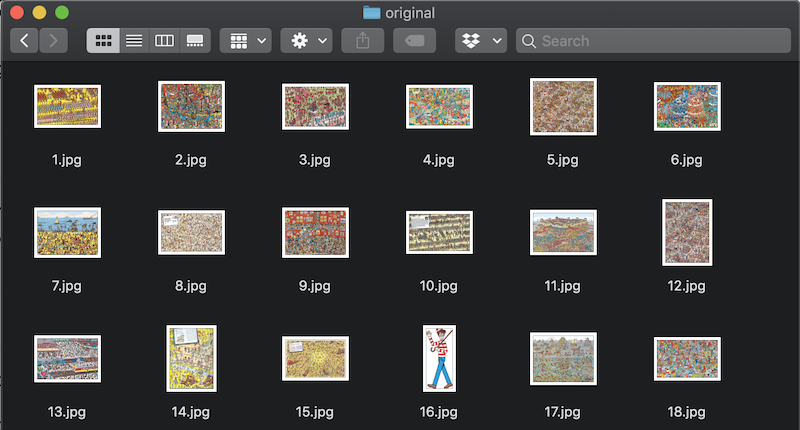 original
Search
1.jpg 2.jpg 3.jpg 4.jpg 5.jpg 6.jpg
7.jpg 8.jpg 9.jpg 10.jpg 11.jpg 12.jpg
13.jpg 14.jpg 15.jpg 16.jpg 17.jpg 18.jpg